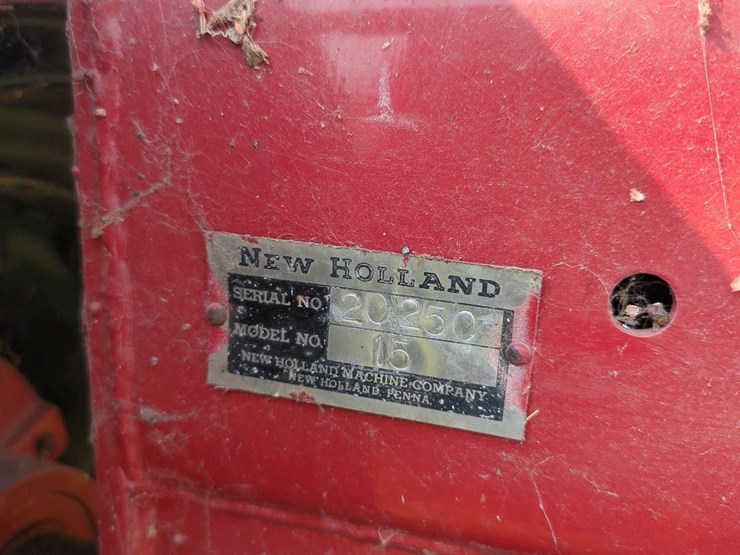 NEW HOLLAND
SERIAL NO. 20250
MODEL NO. 15
NEW HOLLAND MACHINE COMPANY
NEW HOLLAND, PENNA.